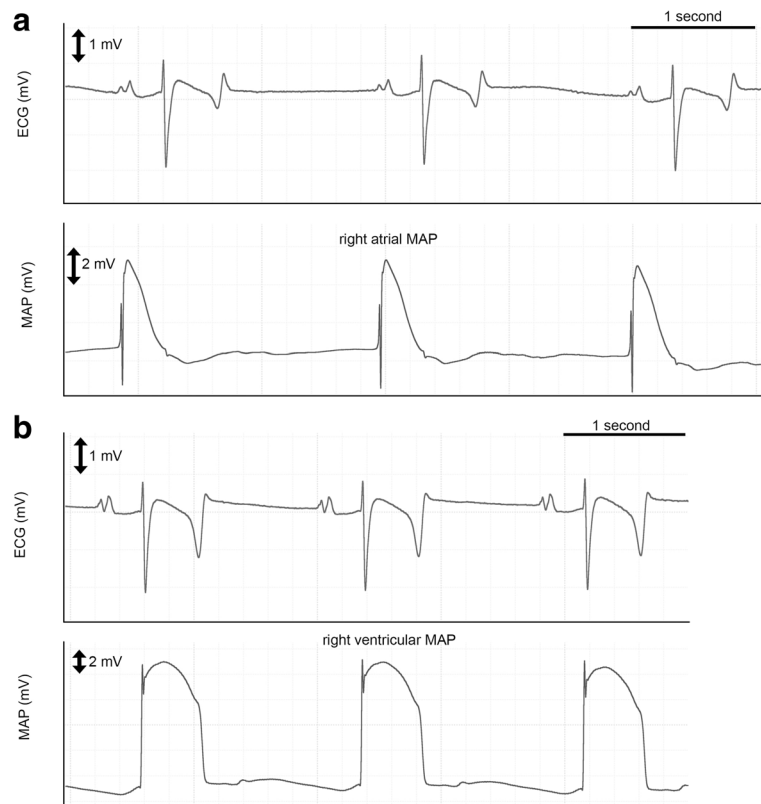 a
1 second
1 mV
ECG (mV)
right atrial MAP
2 mV
MAP (mV)
b
1 second
1 mV
ECG (mV)
right ventricular MAP
2 mV
MAP (mV)